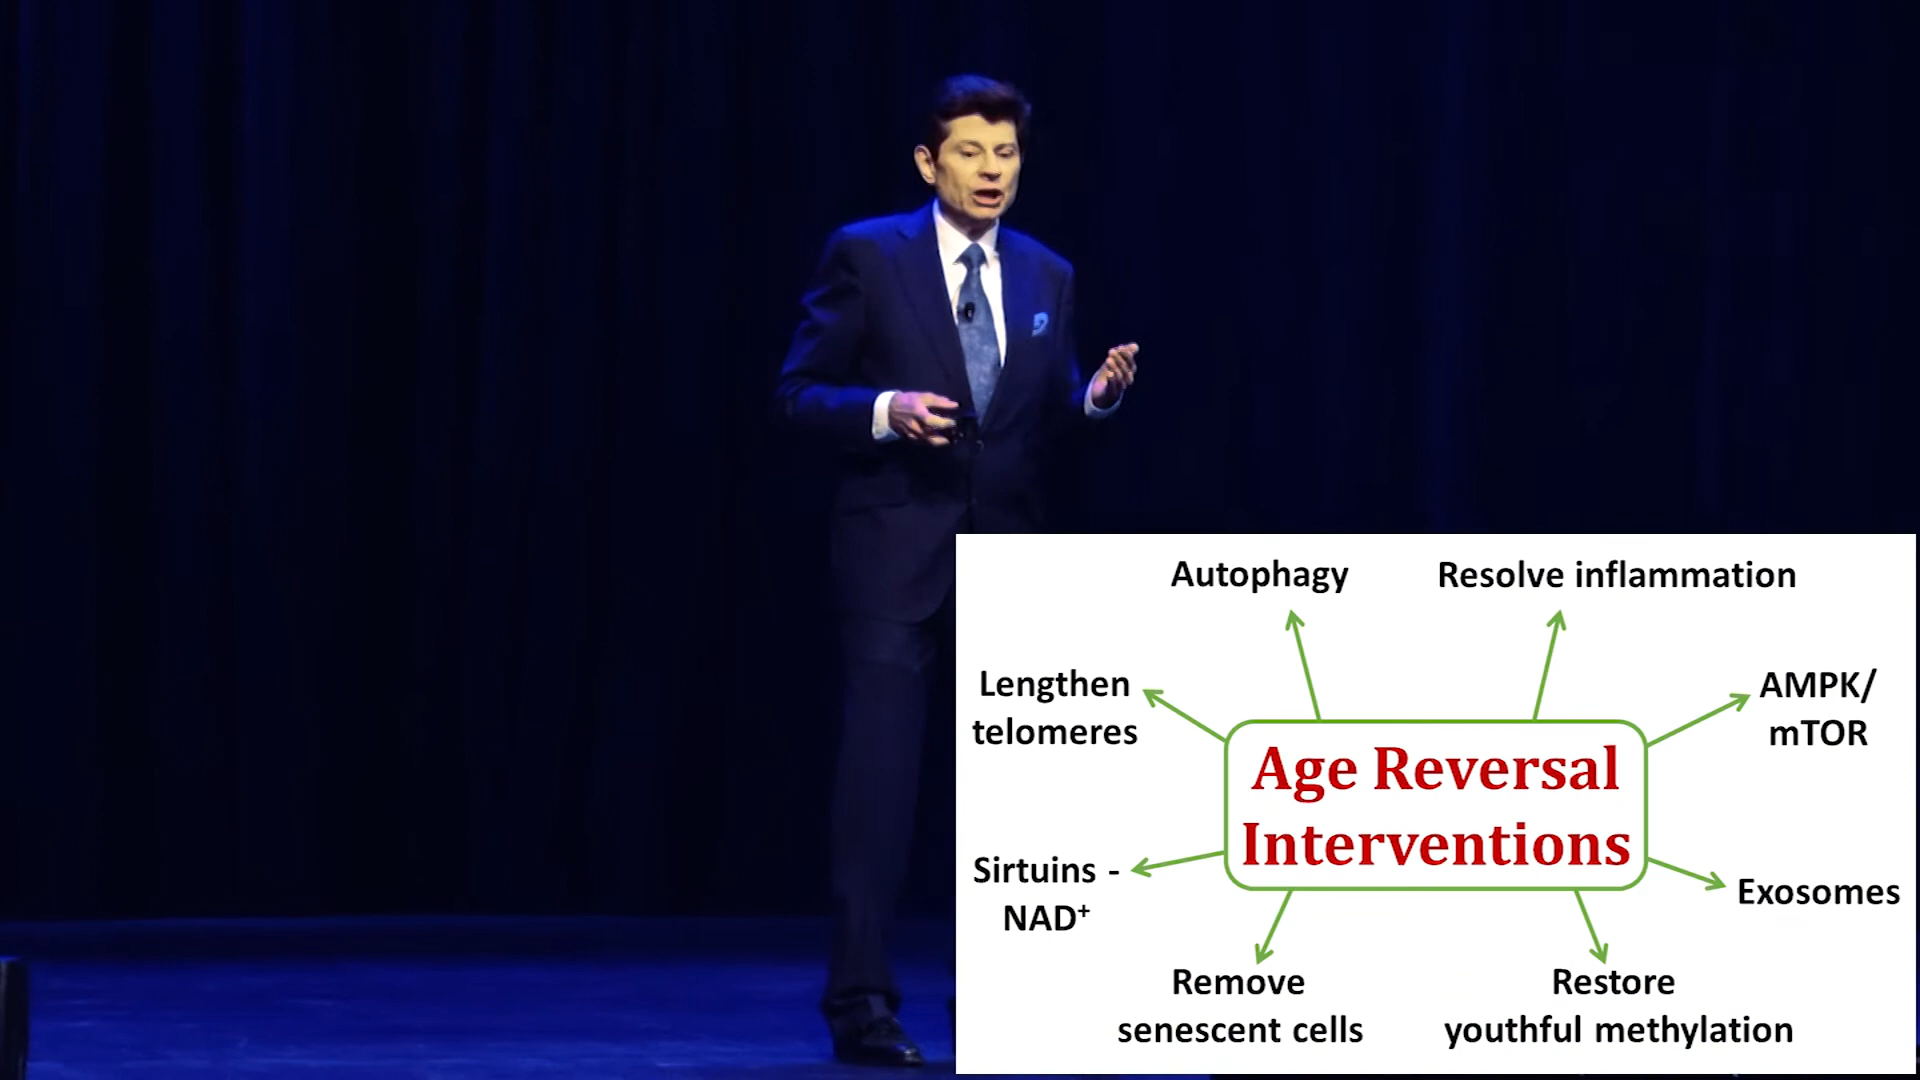 Autophagy
Resolve inflammation
Lengthen
telomeres
AMPK/
mTOR
Age Reversal
Interventions
Sirtuins -
NAD⁺
Exosomes
Remove
senescent cells
Restore
youthful methylation